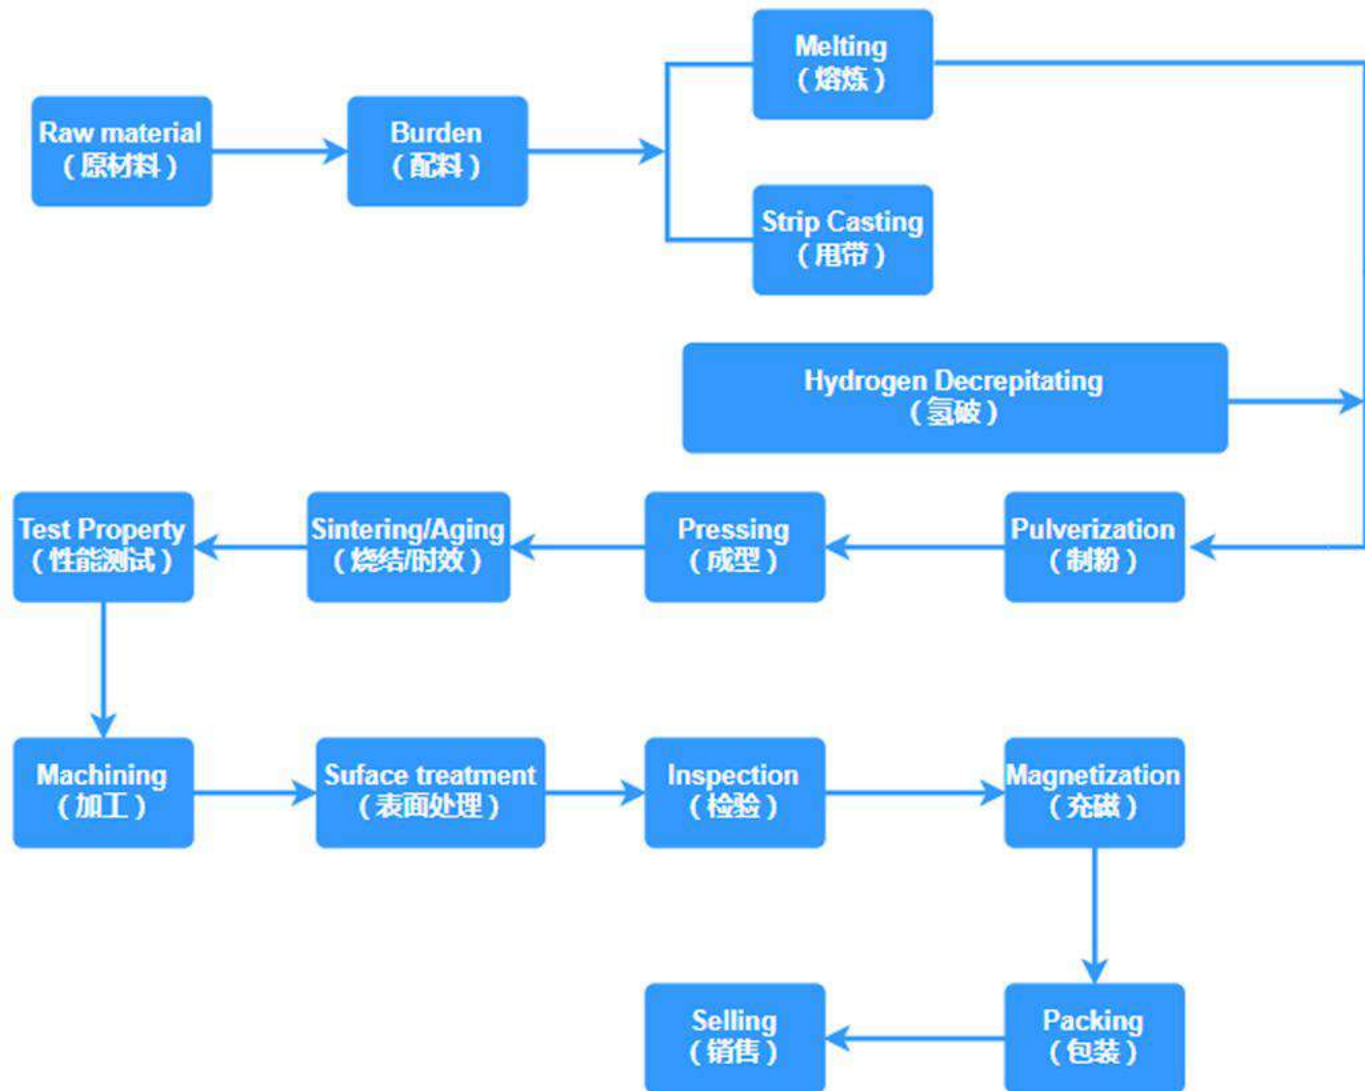 Melting
（熔炼）
Raw material
（原材料）
Burden
（配料）
Strip Casting
（甩带）
Hydrogen Decrepitating
（氢破）
Test Property
（性能测试）
Sintering/Aging
（烧结/时效）
Pressing
（成型）
Pulverization
（制粉）
Machining
（加工）
Suface treatment
（表面处理）
Inspection
（检验）
Magnetization
（充磁）
Selling
（销售）
Packing
（包装）